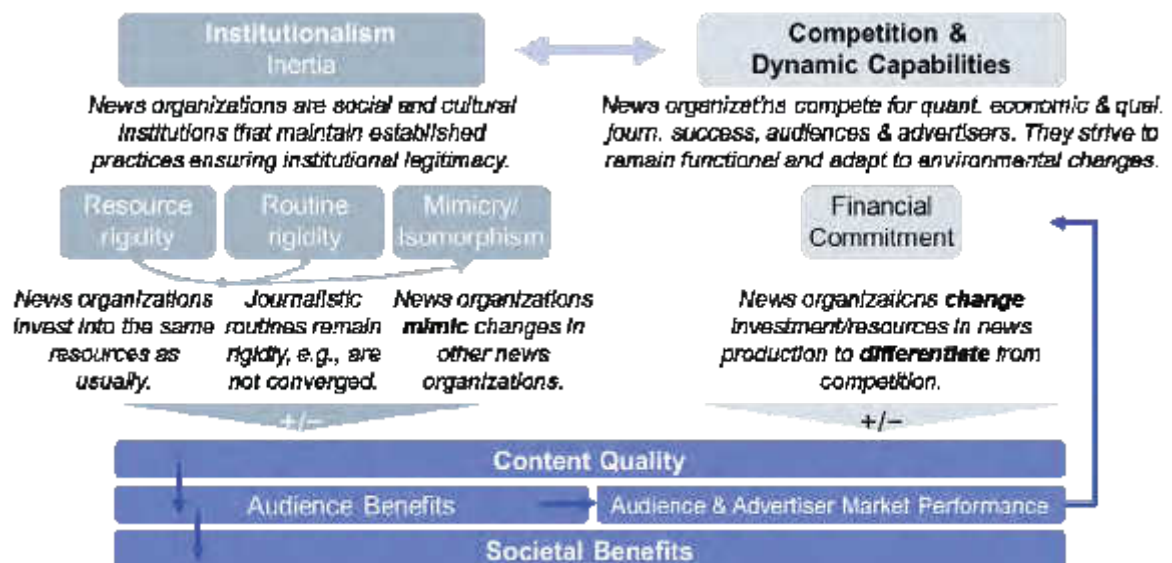 Institutionalism
Inertia
Competition &
Dynamic Capabilities
News organizations are social and cultural
institutions that maintain established
practices ensuring institutional legitimacy.
News organizat'ns compete for quant. economic & qual.
journ. success, audiences & advertisers. They strive to
remain functional and adapt to environmental changes.
Resource
rigidity
Routine
rigidity
Mimicry/
Isomorphism
Financial
Commitment
News organizations
invest into the same
resources as
usually.
Journalistic
routines remain
rigidly, e.g., are
not converged.
News organizations
mimic changes in
other news
organizations.
News organizations change
investment/resources in news
production to differentiate from
competition.
+/−
+/−
Content Quality
Audience Benefits
Audience & Advertiser Market Performance
Societal Benefits